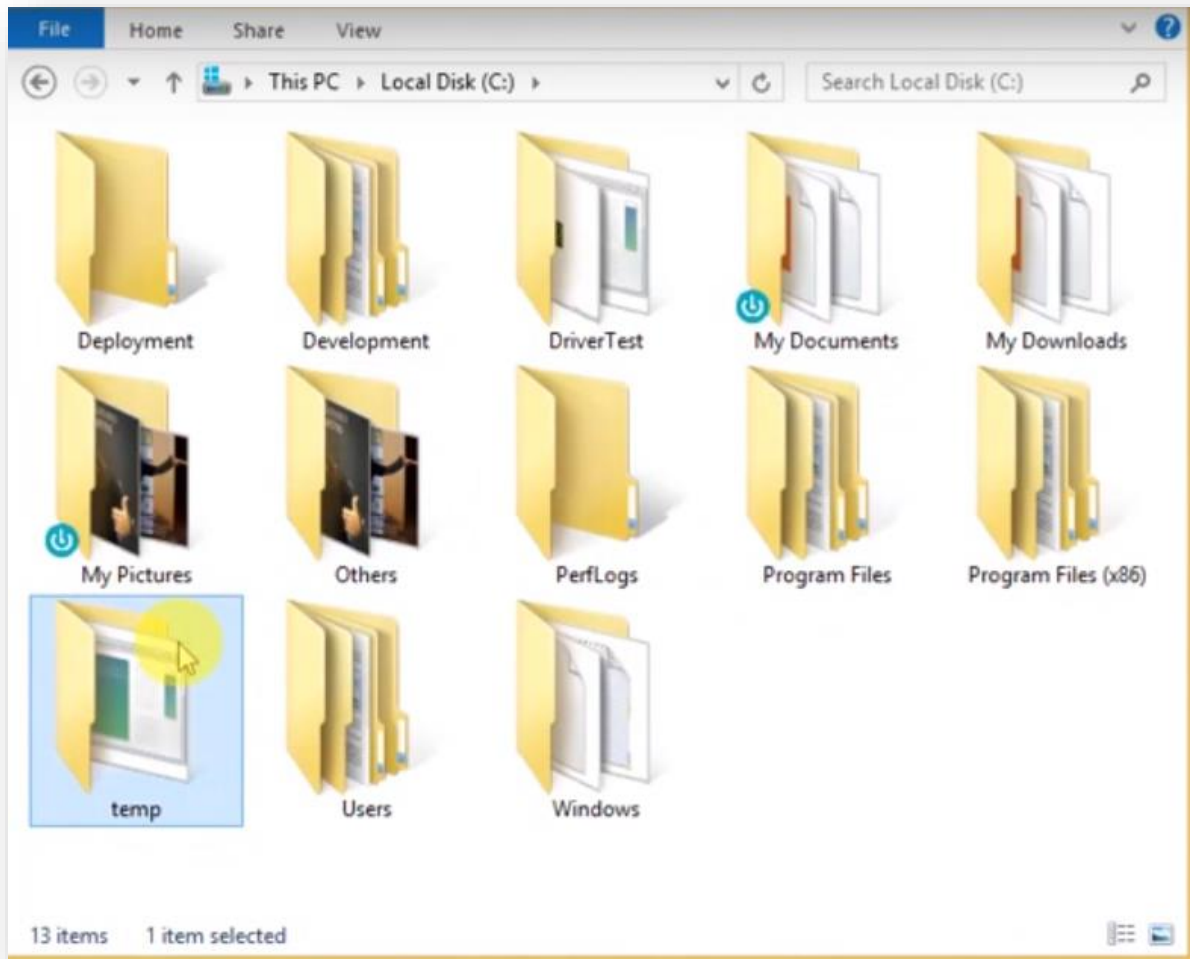 File Home Share View
This PC Local Disk (C:) Search Local Disk (C:)
Deployment Development DriverTest My Documents My Downloads
My Pictures Others PerfLogs Program Files Program Files (x86)
temp Users Windows
13 items 1 item selected